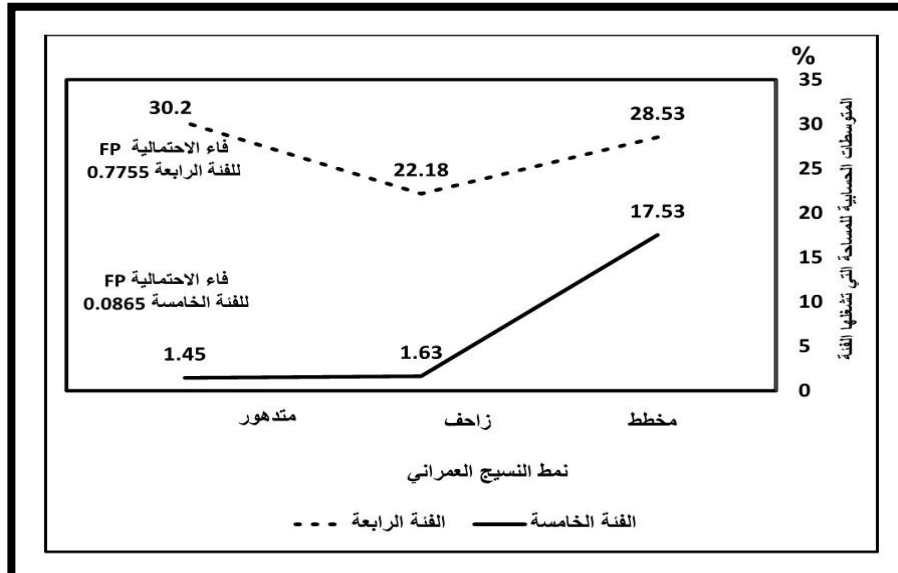 %
35
30
25
20
15
10
5
0
المتوسطات الحسابية للمساحة التي تشغلها الفئة
28.53
22.18
30.2
17.53
1.63
1.45
فاء الاحتمالية FP
للفئة الرابعة 0.7755
فاء الاحتمالية FP
للفئة الخامسة 0.0865
مخطط
زاحف
متدهور
نمط النسيج العمراني
الفئة الخامسة
الفئة الرابعة